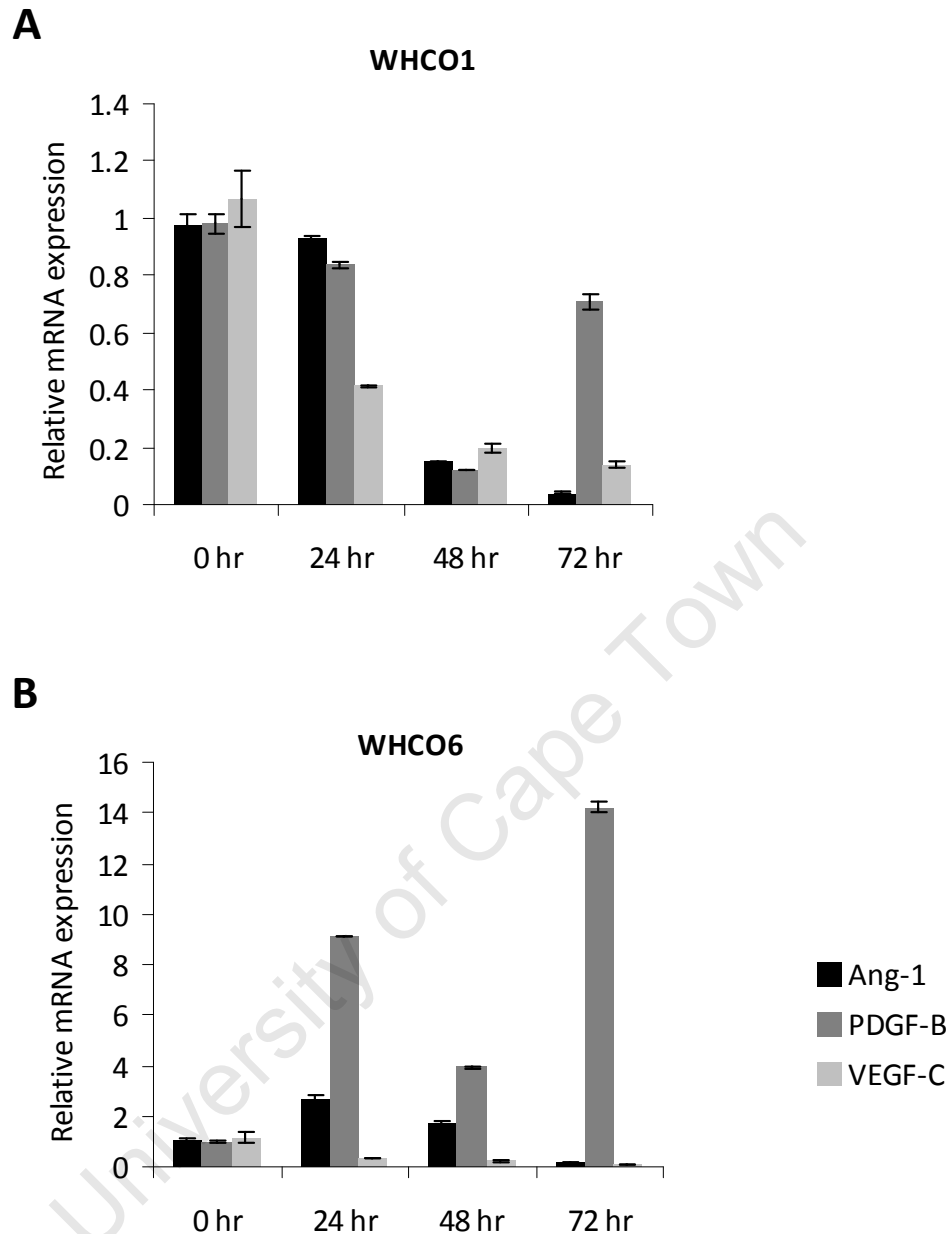 A
WHCO1
Relative mRNA expression
1.4
1.2
1
0.8
0.6
0.4
0.2
0
0 hr 24 hr 48 hr 72 hr
B
WHCO6
Relative mRNA expression
16
14
12
10
8
6
4
2
0
0 hr 24 hr 48 hr 72 hr
Ang-1
PDGF-B
VEGF-C
University of Cape Town